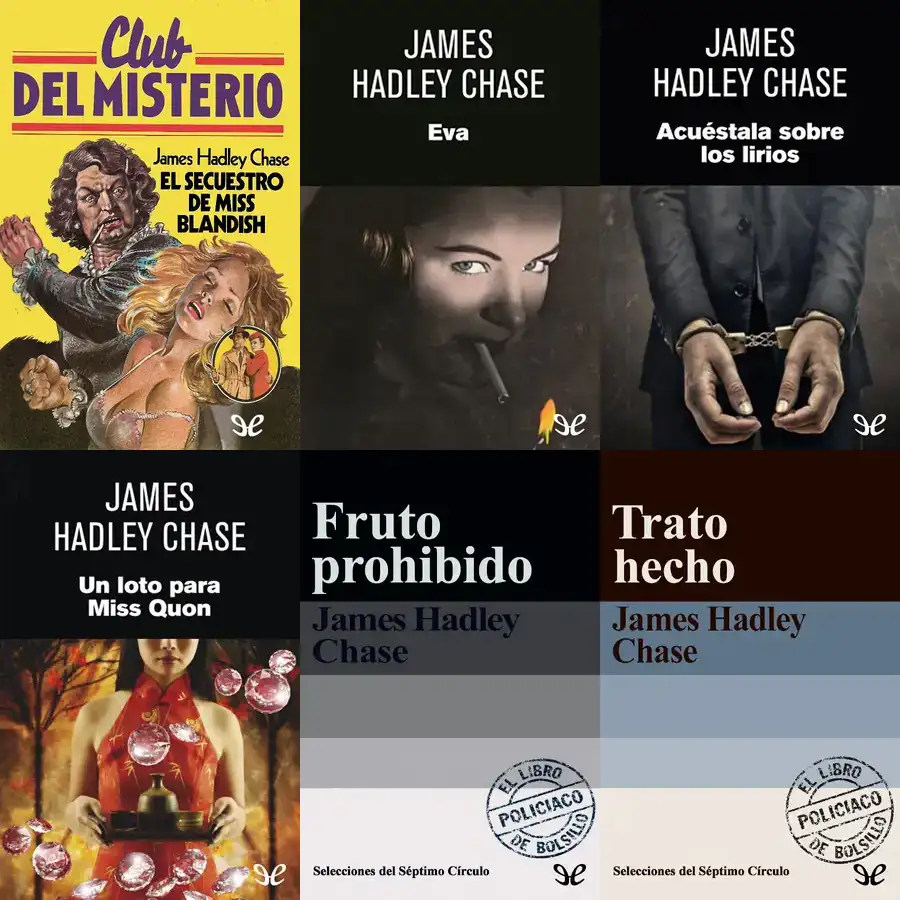 Club
DEL MISTERIO
James Hadley Chase
EL SECUESTRO
DE MISS
BLANDISH
JAMES
HADLEY CHASE
Eva
JAMES
HADLEY CHASE
Acuéstala sobre
los lirios
JAMES
HADLEY CHASE
Un loto para
Miss Quon
Fruto
prohibido
James Hadley
Chase
EL LIBRO
POLICIACO
DE BOLSILLO
Selecciones del Séptimo Círculo
Trato
hecho
James Hadley
Chase
EL LIBRO
POLICIACO
DE BOLSILLO
Selecciones del Séptimo Círculo